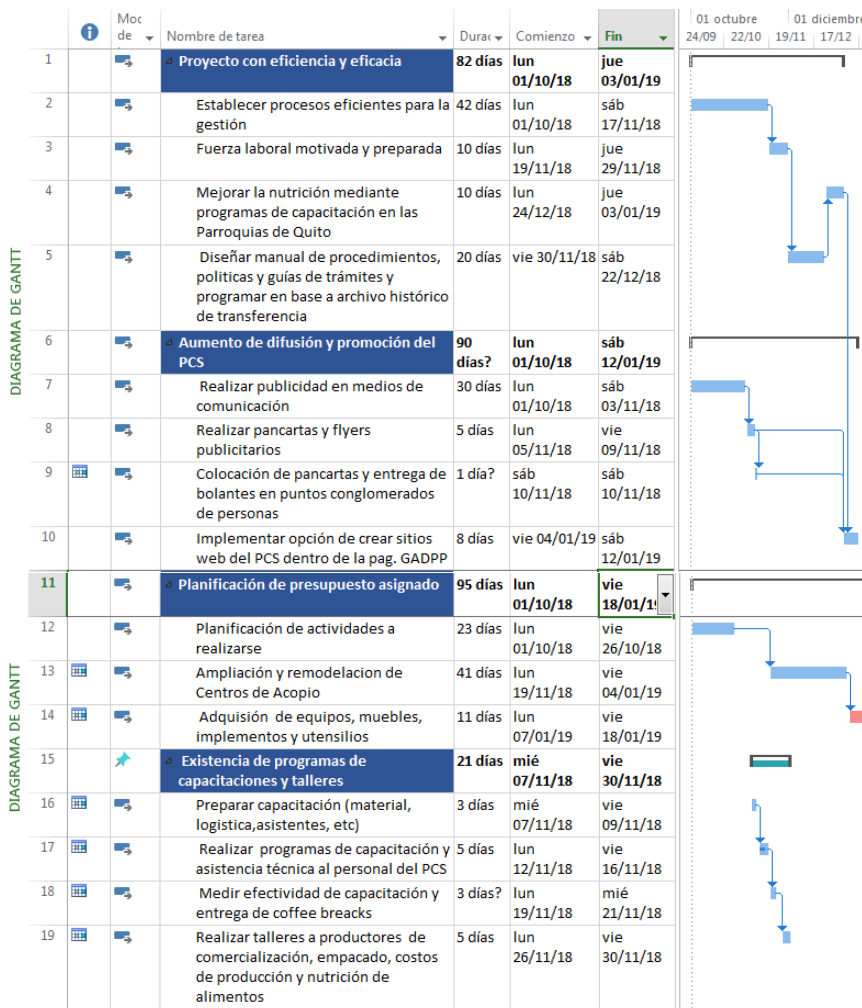 Moc
de
Nombre de tarea
Durac
Comienzo
Fin
01 octubre
01 diciembre
24/09
22/10
19/11
17/12
DIAGRAMA DE GANTT
1 Proyecto con eficiencia y eficacia 82 días lun jue
01/10/18 03/01/19
2 Establecer procesos eficientes para la 42 días lun sáb
gestión 01/10/18 17/11/18
3 Fuerza laboral motivada y preparada 10 días lun jue
19/11/18 29/11/18
4 Mejorar la nutrición mediante 10 días lun jue
programas de capacitación en las 24/12/18 03/01/19
Parroquias de Quito
5 Diseñar manual de procedimientos, 20 días vie 30/11/18 sáb
politicas y guías de trámites y 22/12/18
programar en base a archivo histórico
de transferencia
6 Aumento de difusión y promoción del 90 lun sáb
PCS días? 01/10/18 12/01/19
7 Realizar publicidad en medios de 30 días lun sáb
comunicación 01/10/18 03/11/18
8 Realizar pancartas y flyers 5 días lun vie
publicitarios 05/11/18 09/11/18
9 Colocación de pancartas y entrega de 1 día? sáb sáb
bolantes en puntos conglomerados 10/11/18 10/11/18
de personas
10 Implementar opción de crear sitios 8 días vie 04/01/19 sáb
web del PCS dentro de la pag. GADPP 12/01/19
DIAGRAMA DE GANTT
11 Planificación de presupuesto asignado 95 días lun vie
01/10/18 18/01/19
12 Planificación de actividades a 23 días lun vie
realizarse 01/10/18 26/10/18
13 Ampliación y remodelacion de 41 días lun vie
Centros de Acopio 19/11/18 04/01/19
14 Adquisión de equipos, muebles, 11 días lun vie
implementos y utensilios 07/01/19 18/01/19
15 Existencia de programas de 21 días mié vie
capacitaciones y talleres 07/11/18 30/11/18
16 Preparar capacitación (material, 3 días mié vie
logistica,asistentes, etc) 07/11/18 09/11/18
17 Realizar programas de capacitación y 5 días lun vie
asistencia técnica al personal del PCS 12/11/18 16/11/18
18 Medir efectividad de capacitación y 3 días? lun mié
entrega de coffee breacks 19/11/18 21/11/18
19 Realizar talleres a productores de 5 días lun vie
comercialización, empacado, costos 26/11/18 30/11/18
de producción y nutrición de
alimentos